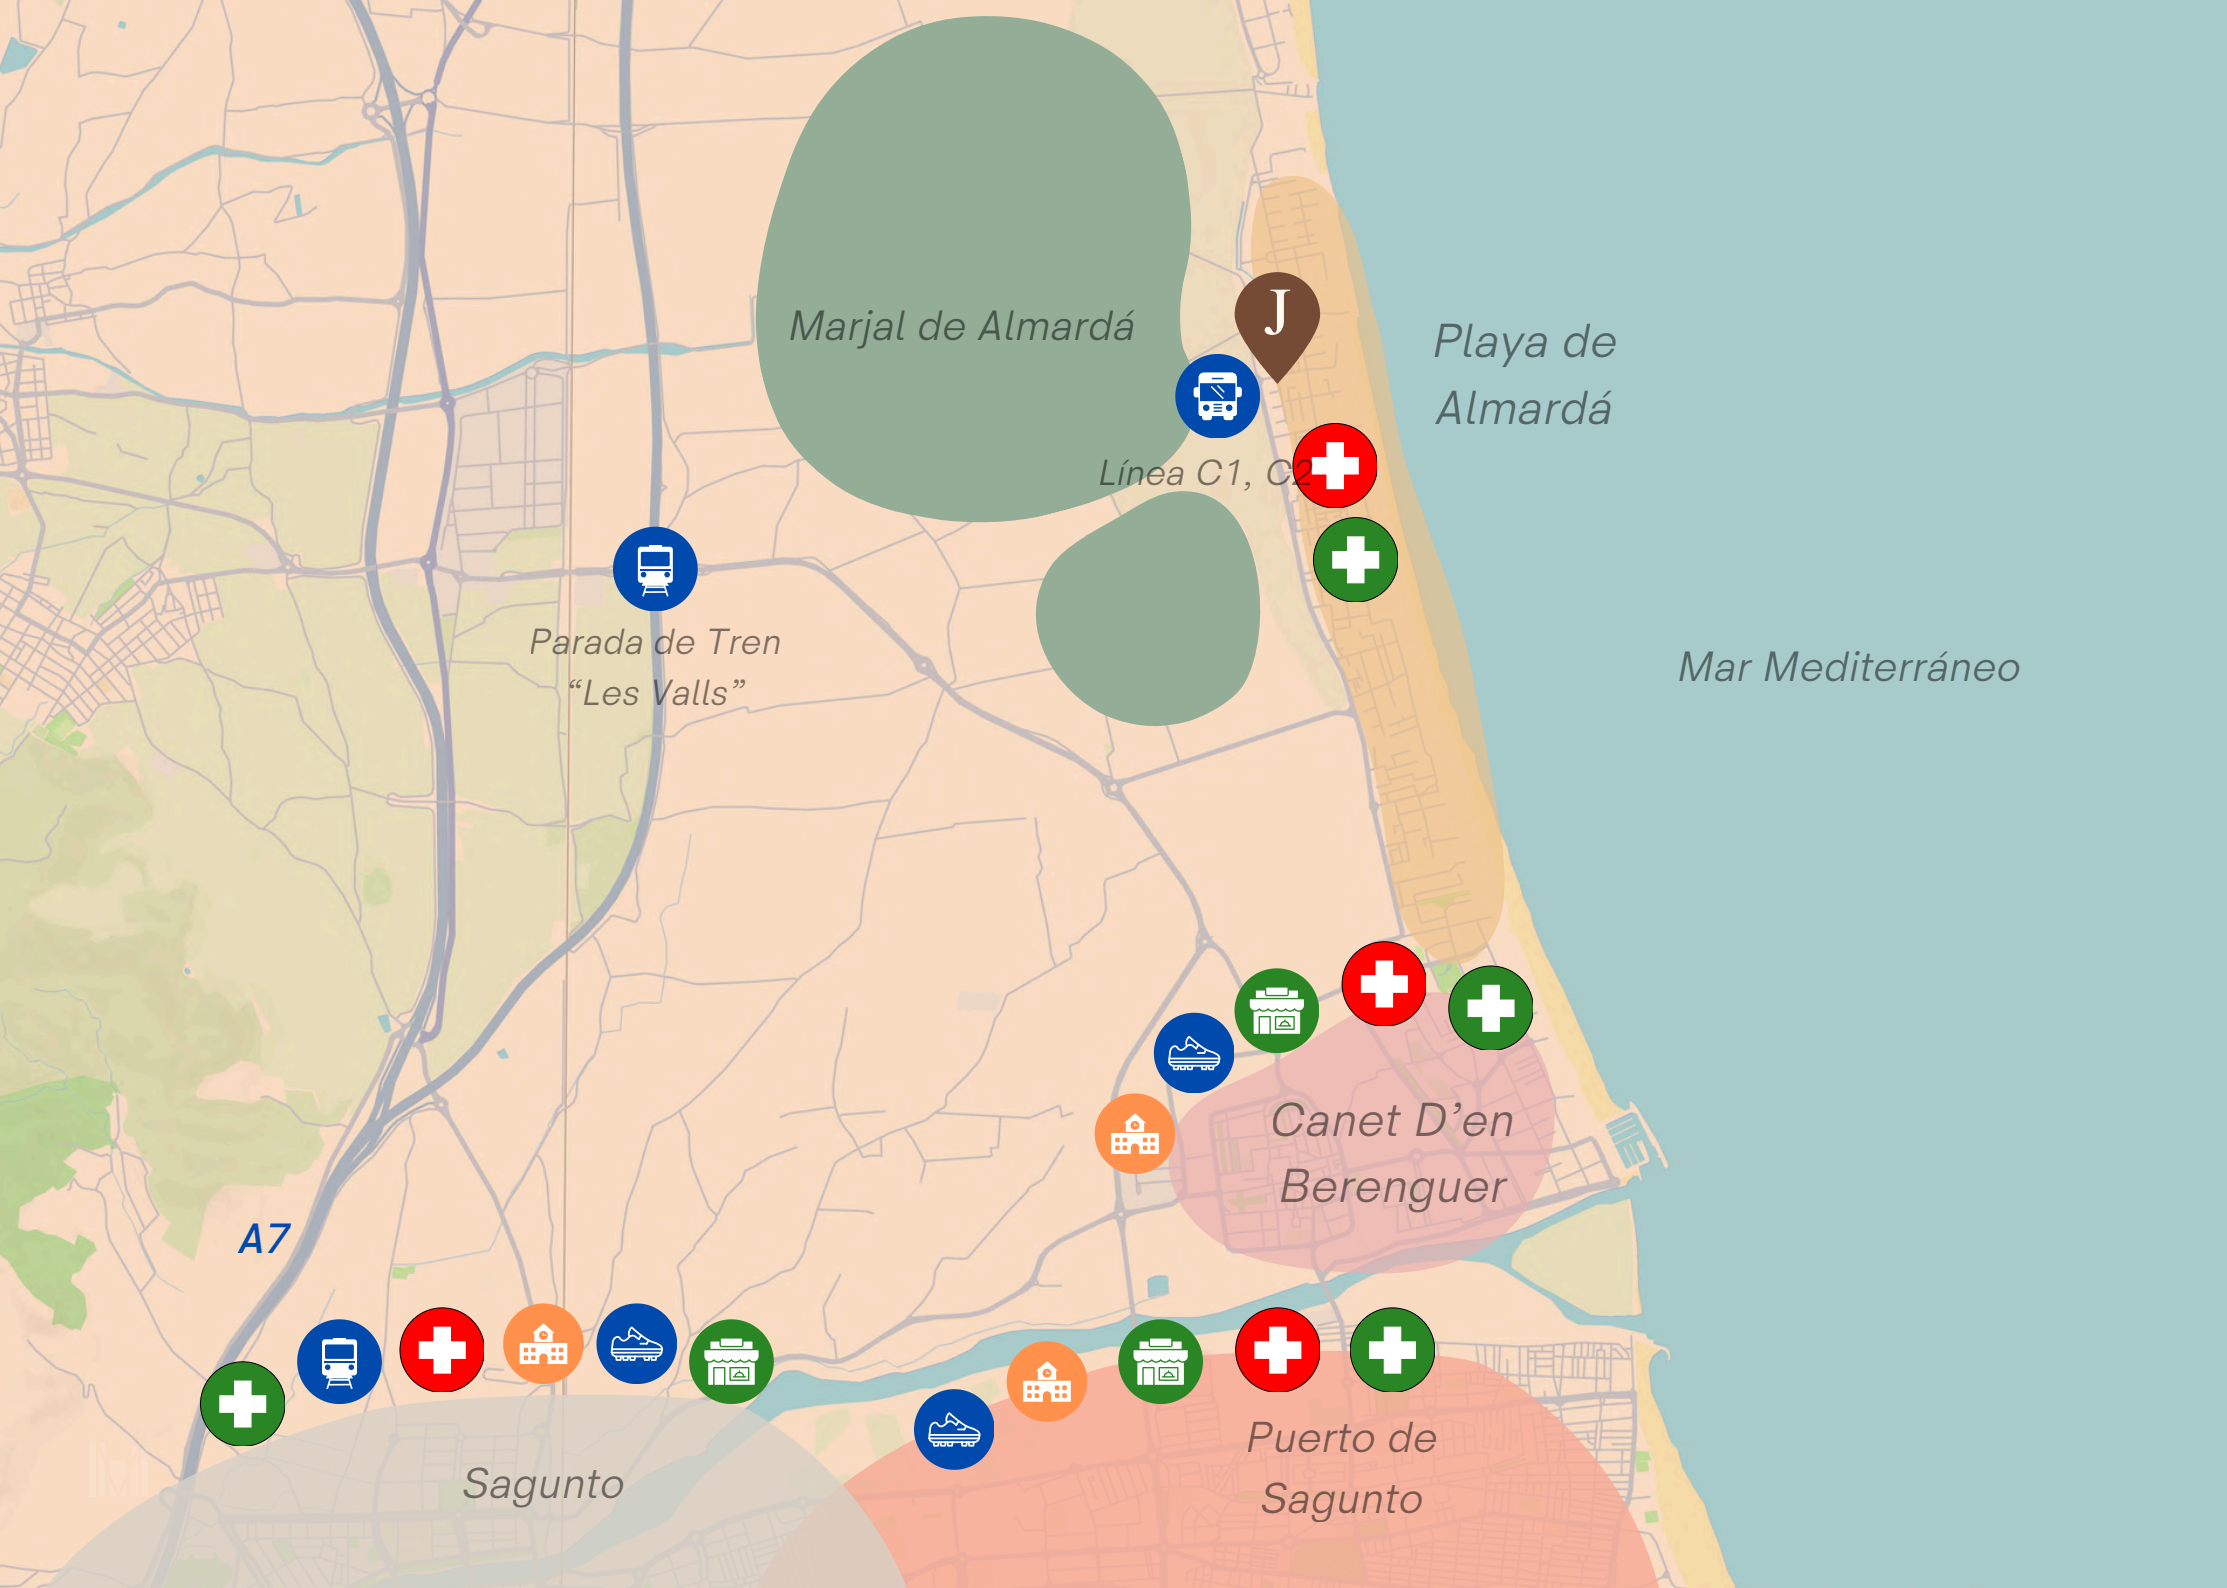 Marjal de Almardá
J
Playa de
Almardá
Línea C1, C2
Parada de Tren
“Les Valls”
Mar Mediterráneo
Canet D’en
Berenguer
A7
Sagunto
Puerto de
Sagunto